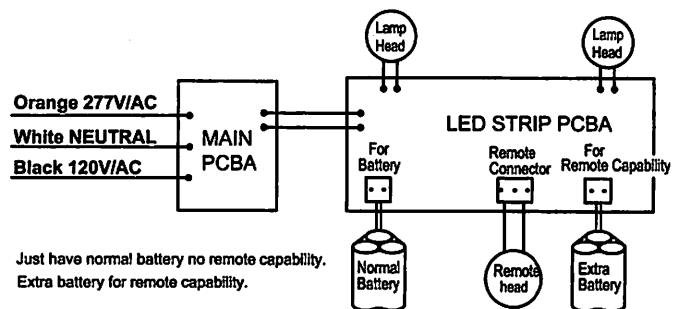 Lamp
Head
Lamp
Head
Orange 277V/AC
White NEUTRAL
Black 120V/AC
MAIN
PCBA
LED STRIP PCBA
For
Battery
Remote
Connector
For
Remote Capability
Just have normal battery no remote capability.
Extra battery for remote capability.
Normal
Battery
Remote
head
Extra
Battery